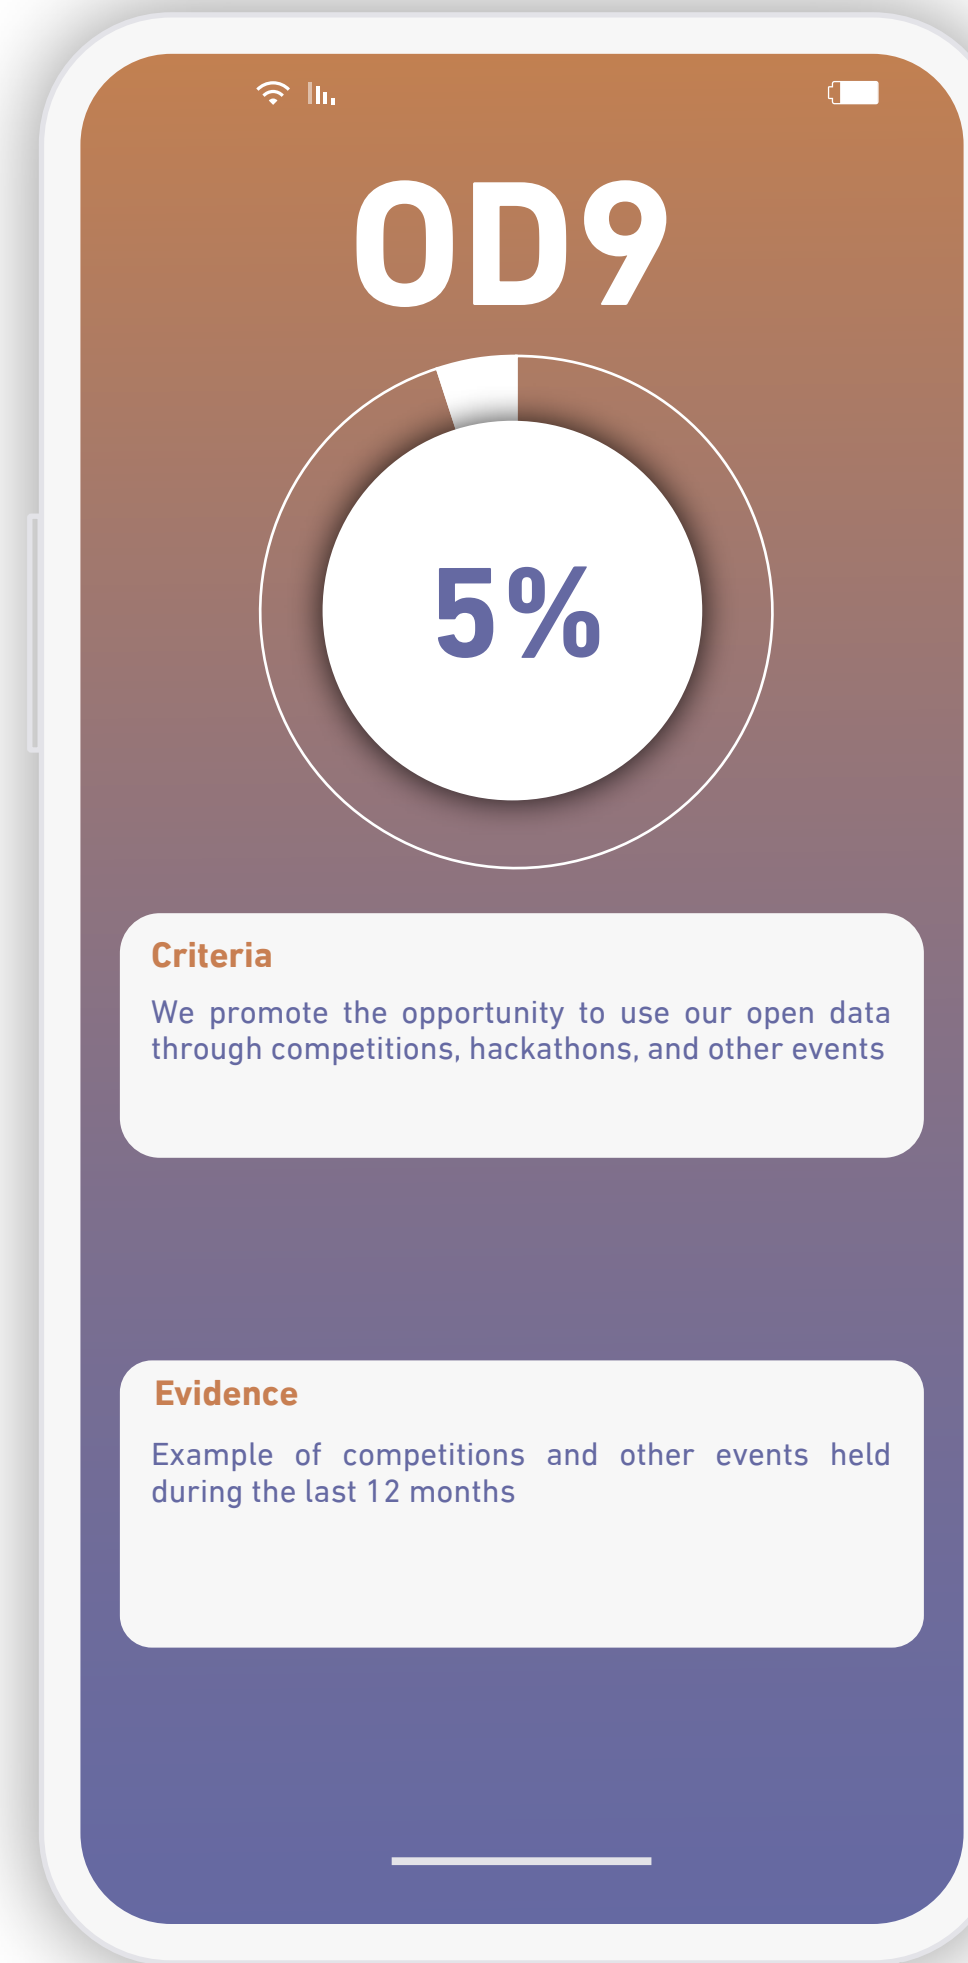 OD9
5%
Criteria
We promote the opportunity to use our open data
through competitions, hackathons, and other events
Evidence
Example of competitions and other events held
during the last 12 months